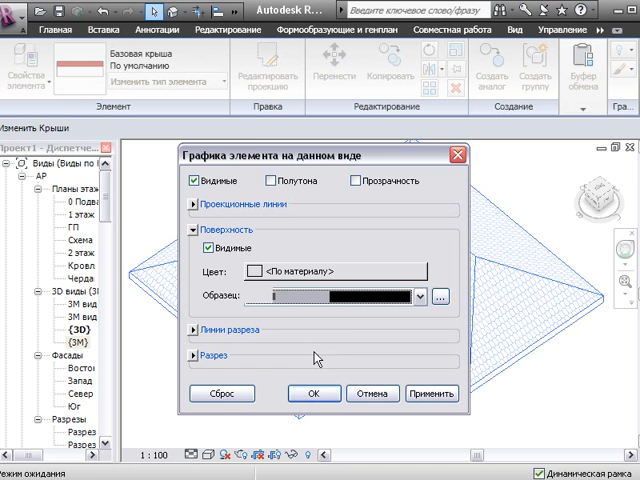 Autodesk R...
Введите ключевое слово/фразу
Главная Вставка Аннотации Редактирование Формообразующие и генплан Совместная работа Вид Управление
Свойства элемента
Базовая крыша
По умолчанию
Изменить тип элемента
Редактировать проекцию
Перенести
Копировать
Создать аналог
Создать группу
Буфер обмена
Элемент Правка Редактирование Создание Гра...
Изменить Крыши
Проект1 - Диспетчe...
Виды (Виды по
АР
Планы этаж
0 Подва
1 этаж
ГП
Схема
2 этаж
Кровл
Черда
3D виды (3
3М вид
3М вид
{3D}
{3М}
Фасады
Восто
Запад
Север
Юг
Разрезы
Разрез
Разрез
Графика элемента на данном виде
Видимые Полутона Прозрачность
Проекционные линии
Поверхность
Видимые
Цвет: <По материалу>
Образец: ...
Линии разреза
Разрез
Сброс OK Отмена Применить
1 : 100
Режим ожидания
Динамическая рамка